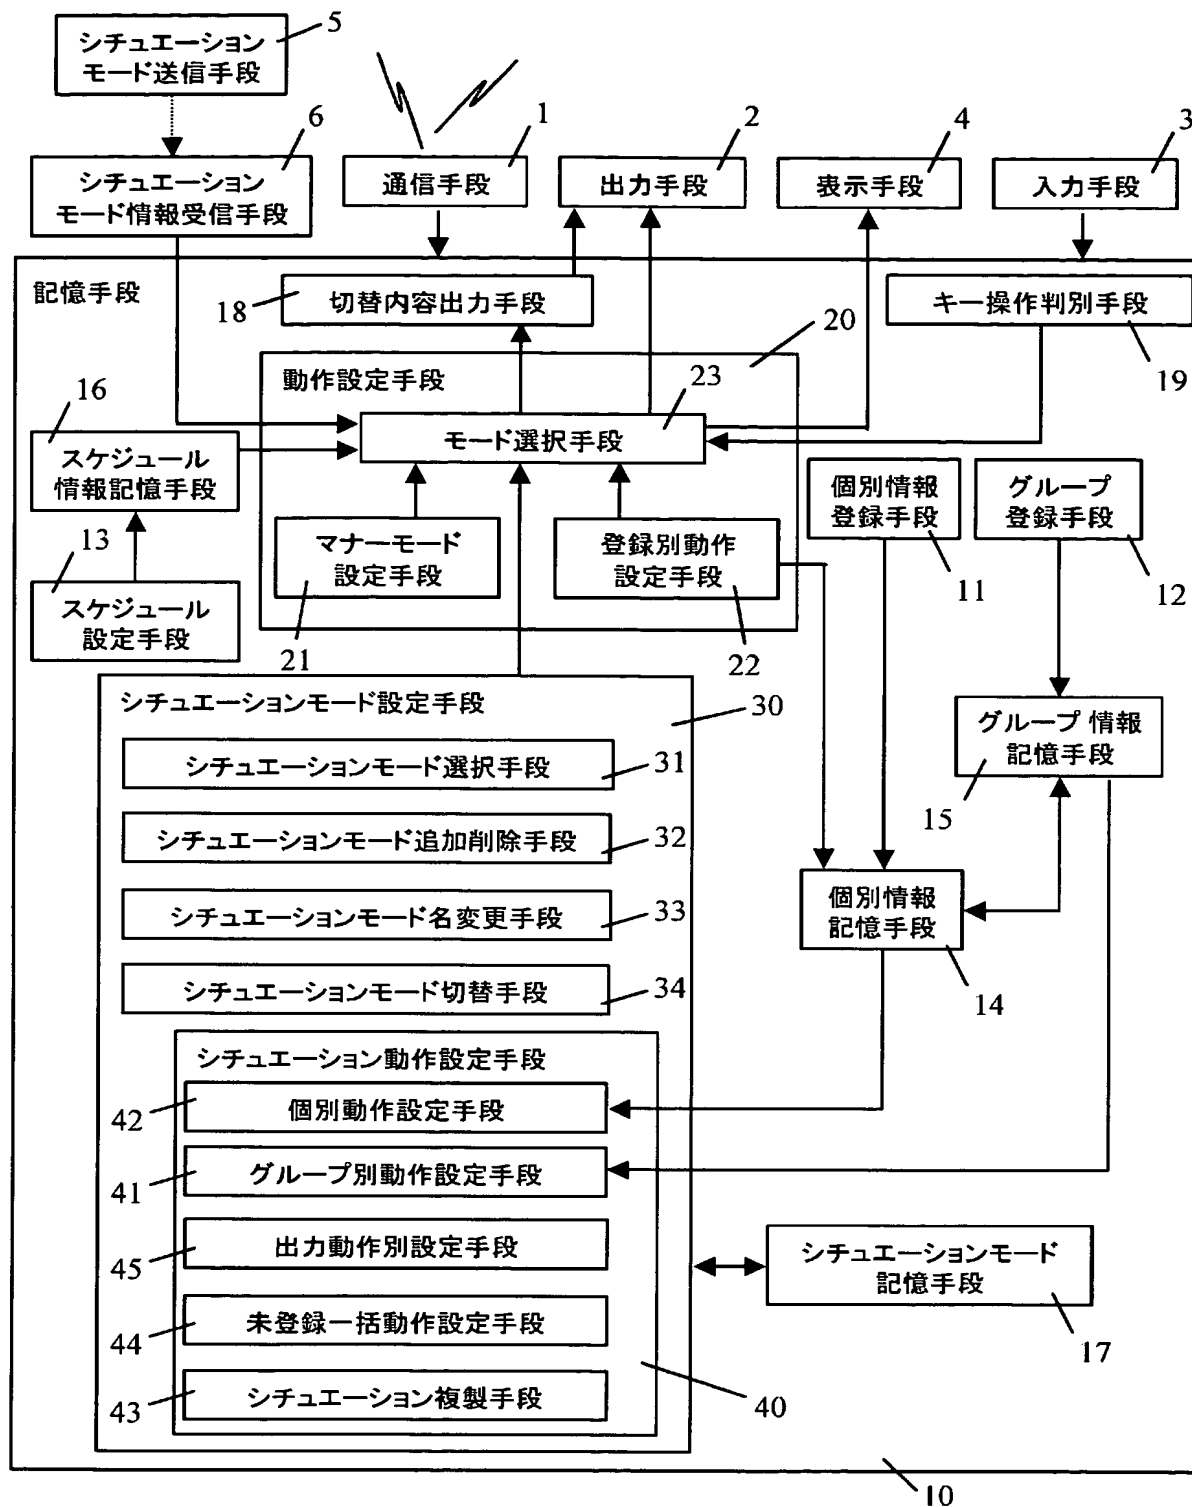 シチュエーション
モード送信手段
5
シチュエーション
モード情報受信手段
6
通信手段
1
出力手段
2
表示手段
4
入力手段
3
記憶手段
18
切替内容出力手段
キー操作判別手段
19
20
動作設定手段
23
モード選択手段
16
スケジュール
情報記憶手段
13
スケジュール
設定手段
マナーモード
設定手段
21
登録別動作
設定手段
22
個別情報
登録手段
11
グループ
登録手段
12
シチュエーションモード設定手段
30
シチュエーションモード選択手段
31
シチュエーションモード追加削除手段
32
シチュエーションモード名変更手段
33
シチュエーションモード切替手段
34
グループ 情報
記憶手段
15
個別情報
記憶手段
14
シチュエーション動作設定手段
42
個別動作設定手段
41
グループ別動作設定手段
45
出力動作別設定手段
44
未登録一括動作設定手段
43
シチュエーション複製手段
40
シチュエーションモード
記憶手段
17
10